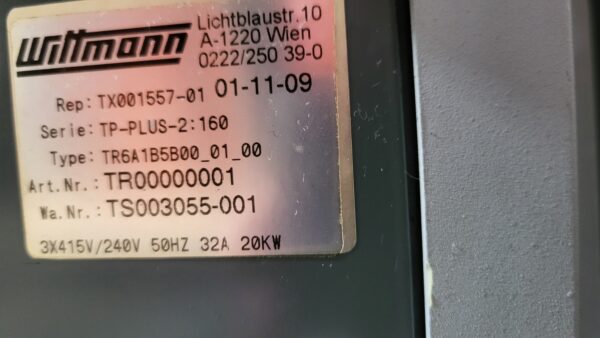 Wittmann
Lichtblaustr. 10
A-1220 Wien
0222/250 39-0
Rep: TX001557-01 01-11-09
Serie: TP-PLUS-2:160
Type: TR6A1B5B00_01_00
Art.Nr.: TR00000001
Wa.Nr.: TS003055-001
3X415V/240V 50HZ 32A 20KW